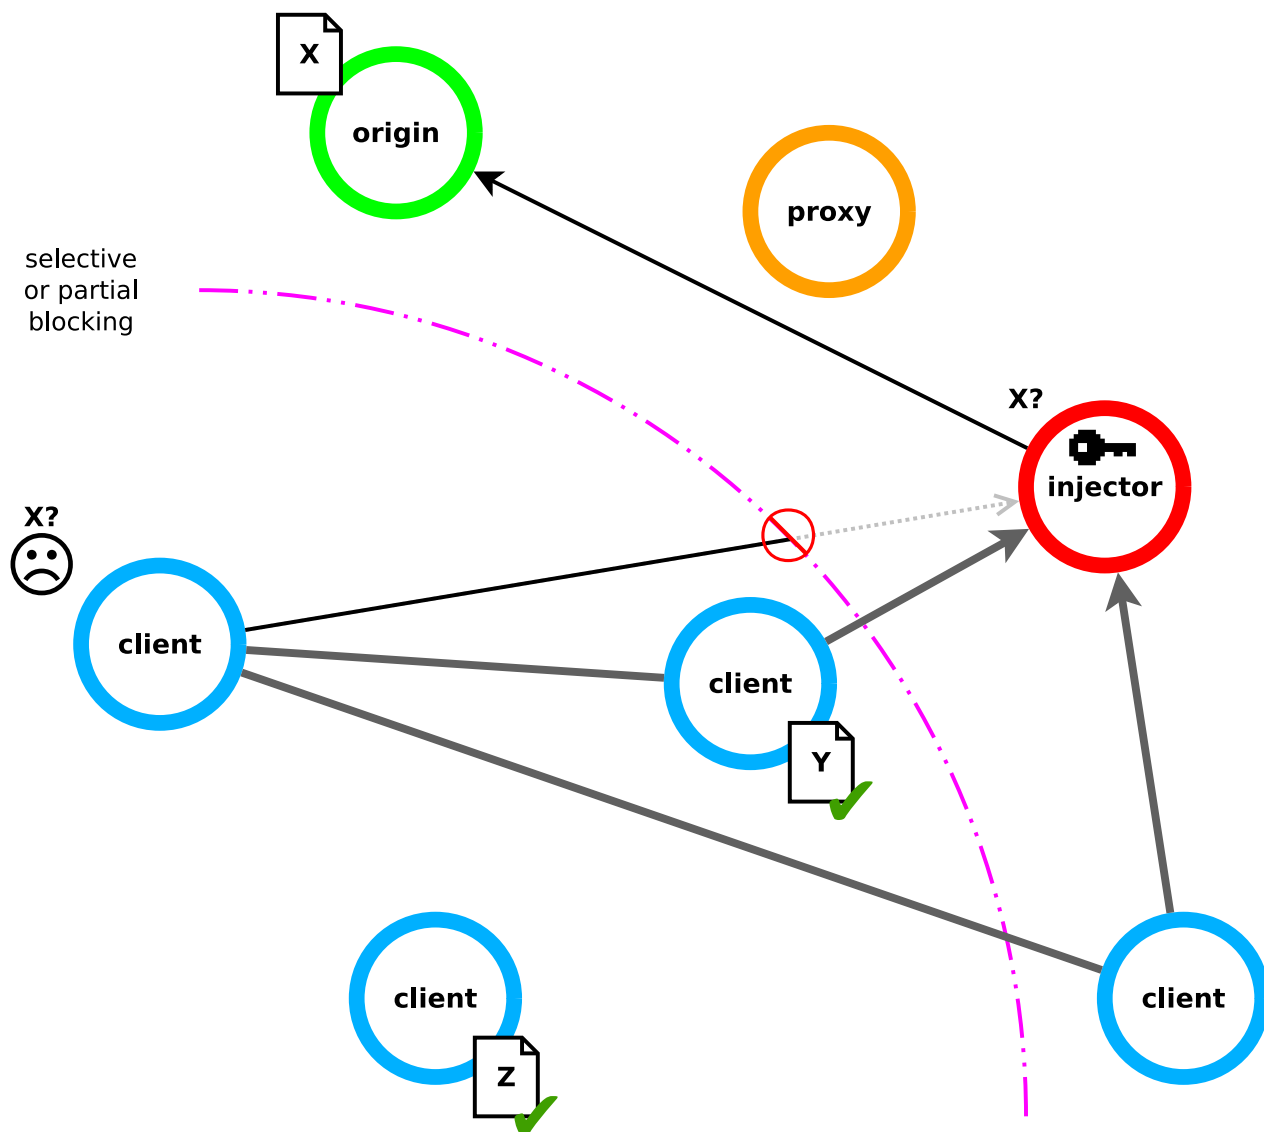 X
origin
proxy
selective
or partial
blocking
X?
injector
X?
client
client
Y
client
client
Z